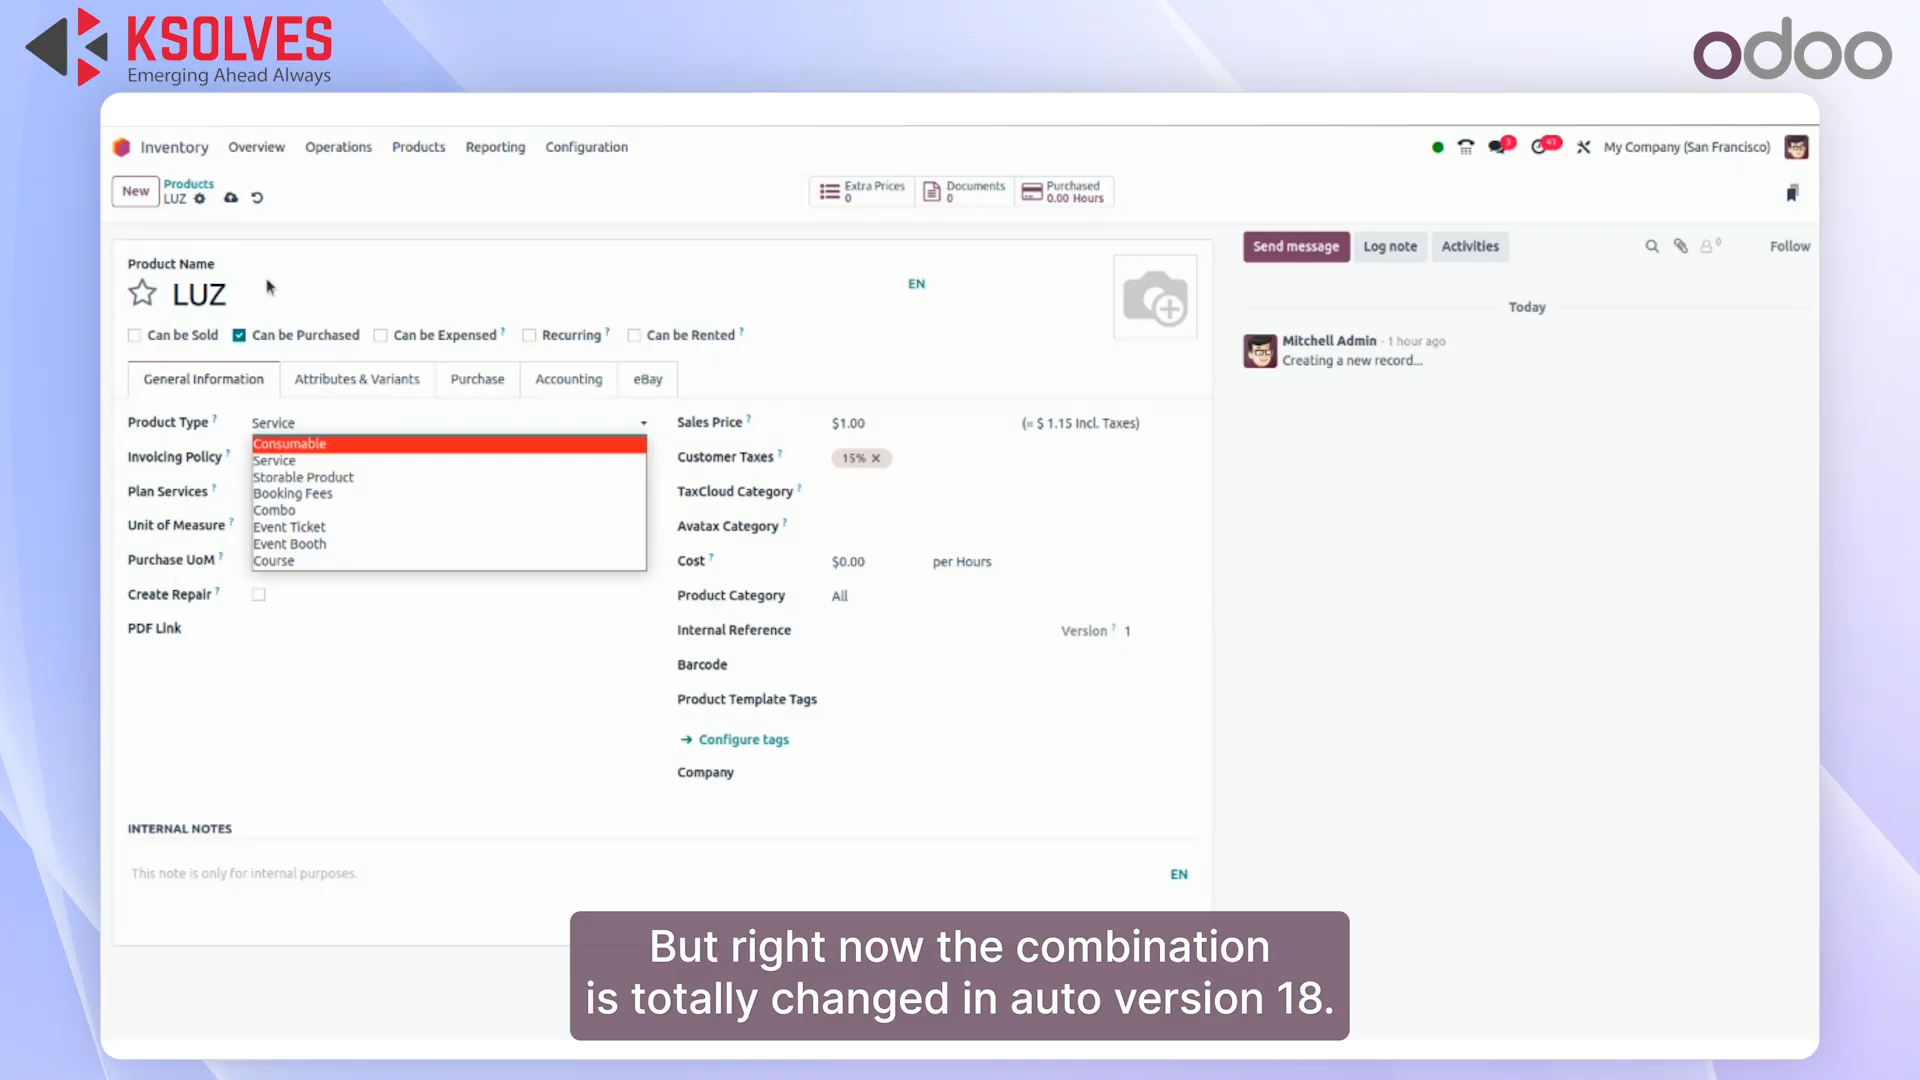 KSOLVES
Emerging Ahead Always
odoo
Inventory Overview Operations Products Reporting Configuration
3 41 My Company (San Francisco)
New Products
LUZ
Extra Prices
0
Documents
0
Purchased
0.00 Hours
Send message Log note Activities
0 Follow
Product Name
LUZ
EN
Can be Sold Can be Purchased Can be Expensed ? Recurring ? Can be Rented ?
General Information Attributes & Variants Purchase Accounting eBay
Product Type ? Service
Consumable
Service
Storable Product
Booking Fees
Combo
Event Ticket
Event Booth
Course
Invoicing Policy ?
Plan Services ?
Unit of Measure ?
Purchase UoM ?
Create Repair ?
PDF Link
Sales Price ? $1.00 (= $ 1.15 Incl. Taxes)
Customer Taxes ? 15% ×
TaxCloud Category ?
Avatax Category ?
Cost ? $0.00 per Hours
Product Category All
Internal Reference Version ? 1
Barcode
Product Template Tags
→ Configure tags
Company
INTERNAL NOTES
This note is only for internal purposes.
EN
Today
Mitchell Admin - 1 hour ago
Creating a new record...
But right now the combination
is totally changed in auto version 18.